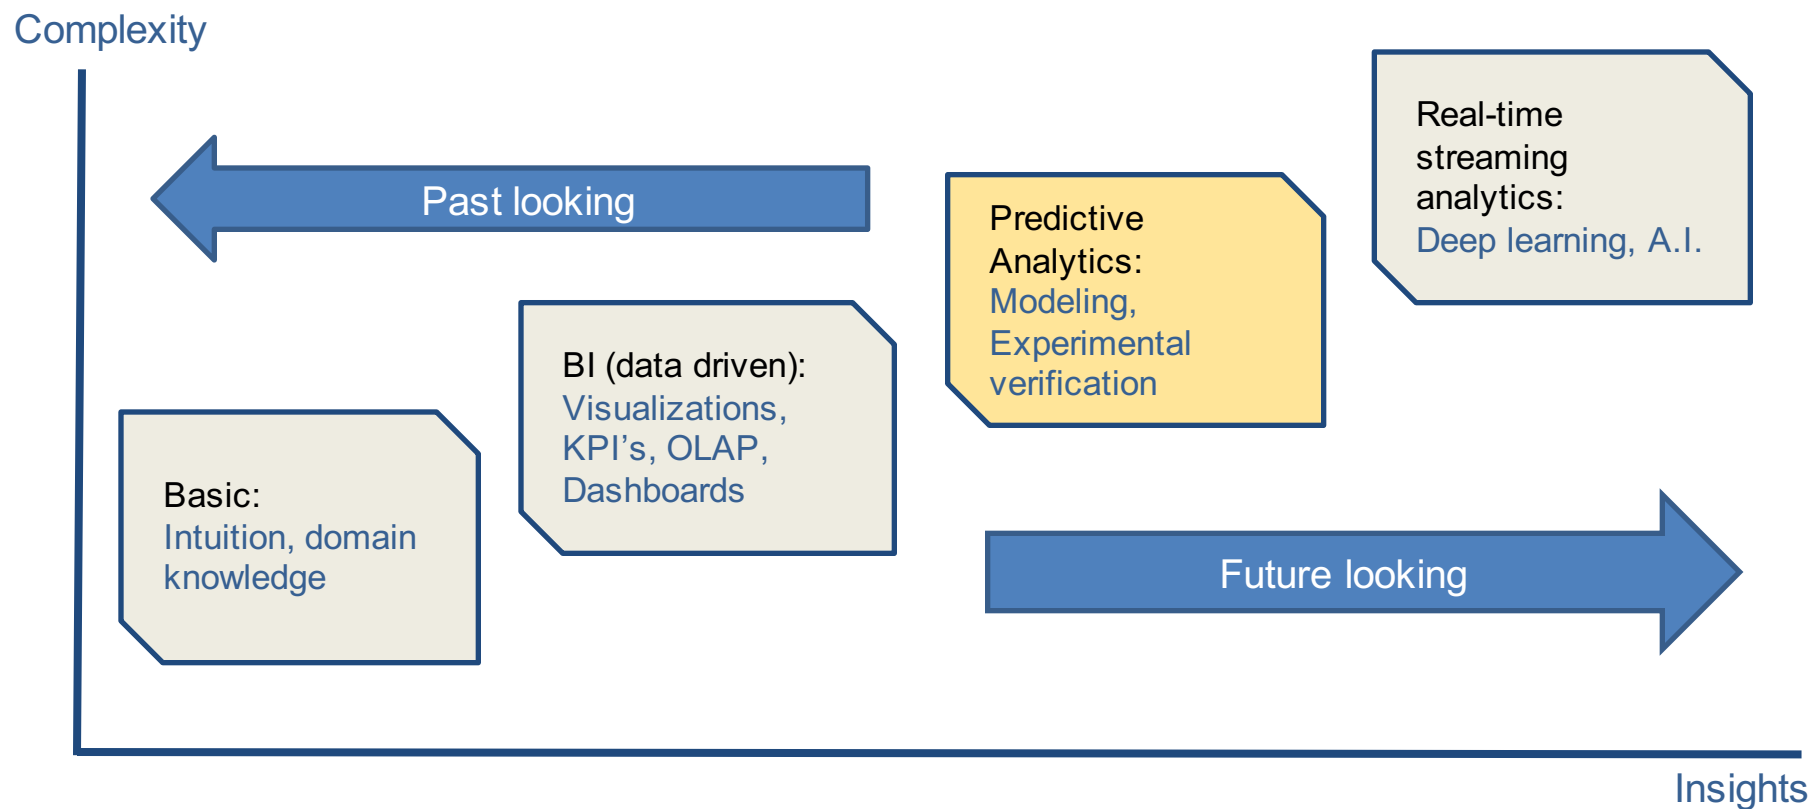 Complexity
Past looking
Real-time
streaming
analytics:
Deep learning, A.I.
Predictive
Analytics:
Modeling,
Experimental
verification
BI (data driven):
Visualizations,
KPI’s, OLAP,
Dashboards
Basic:
Intuition, domain
knowledge
Future looking
Insights